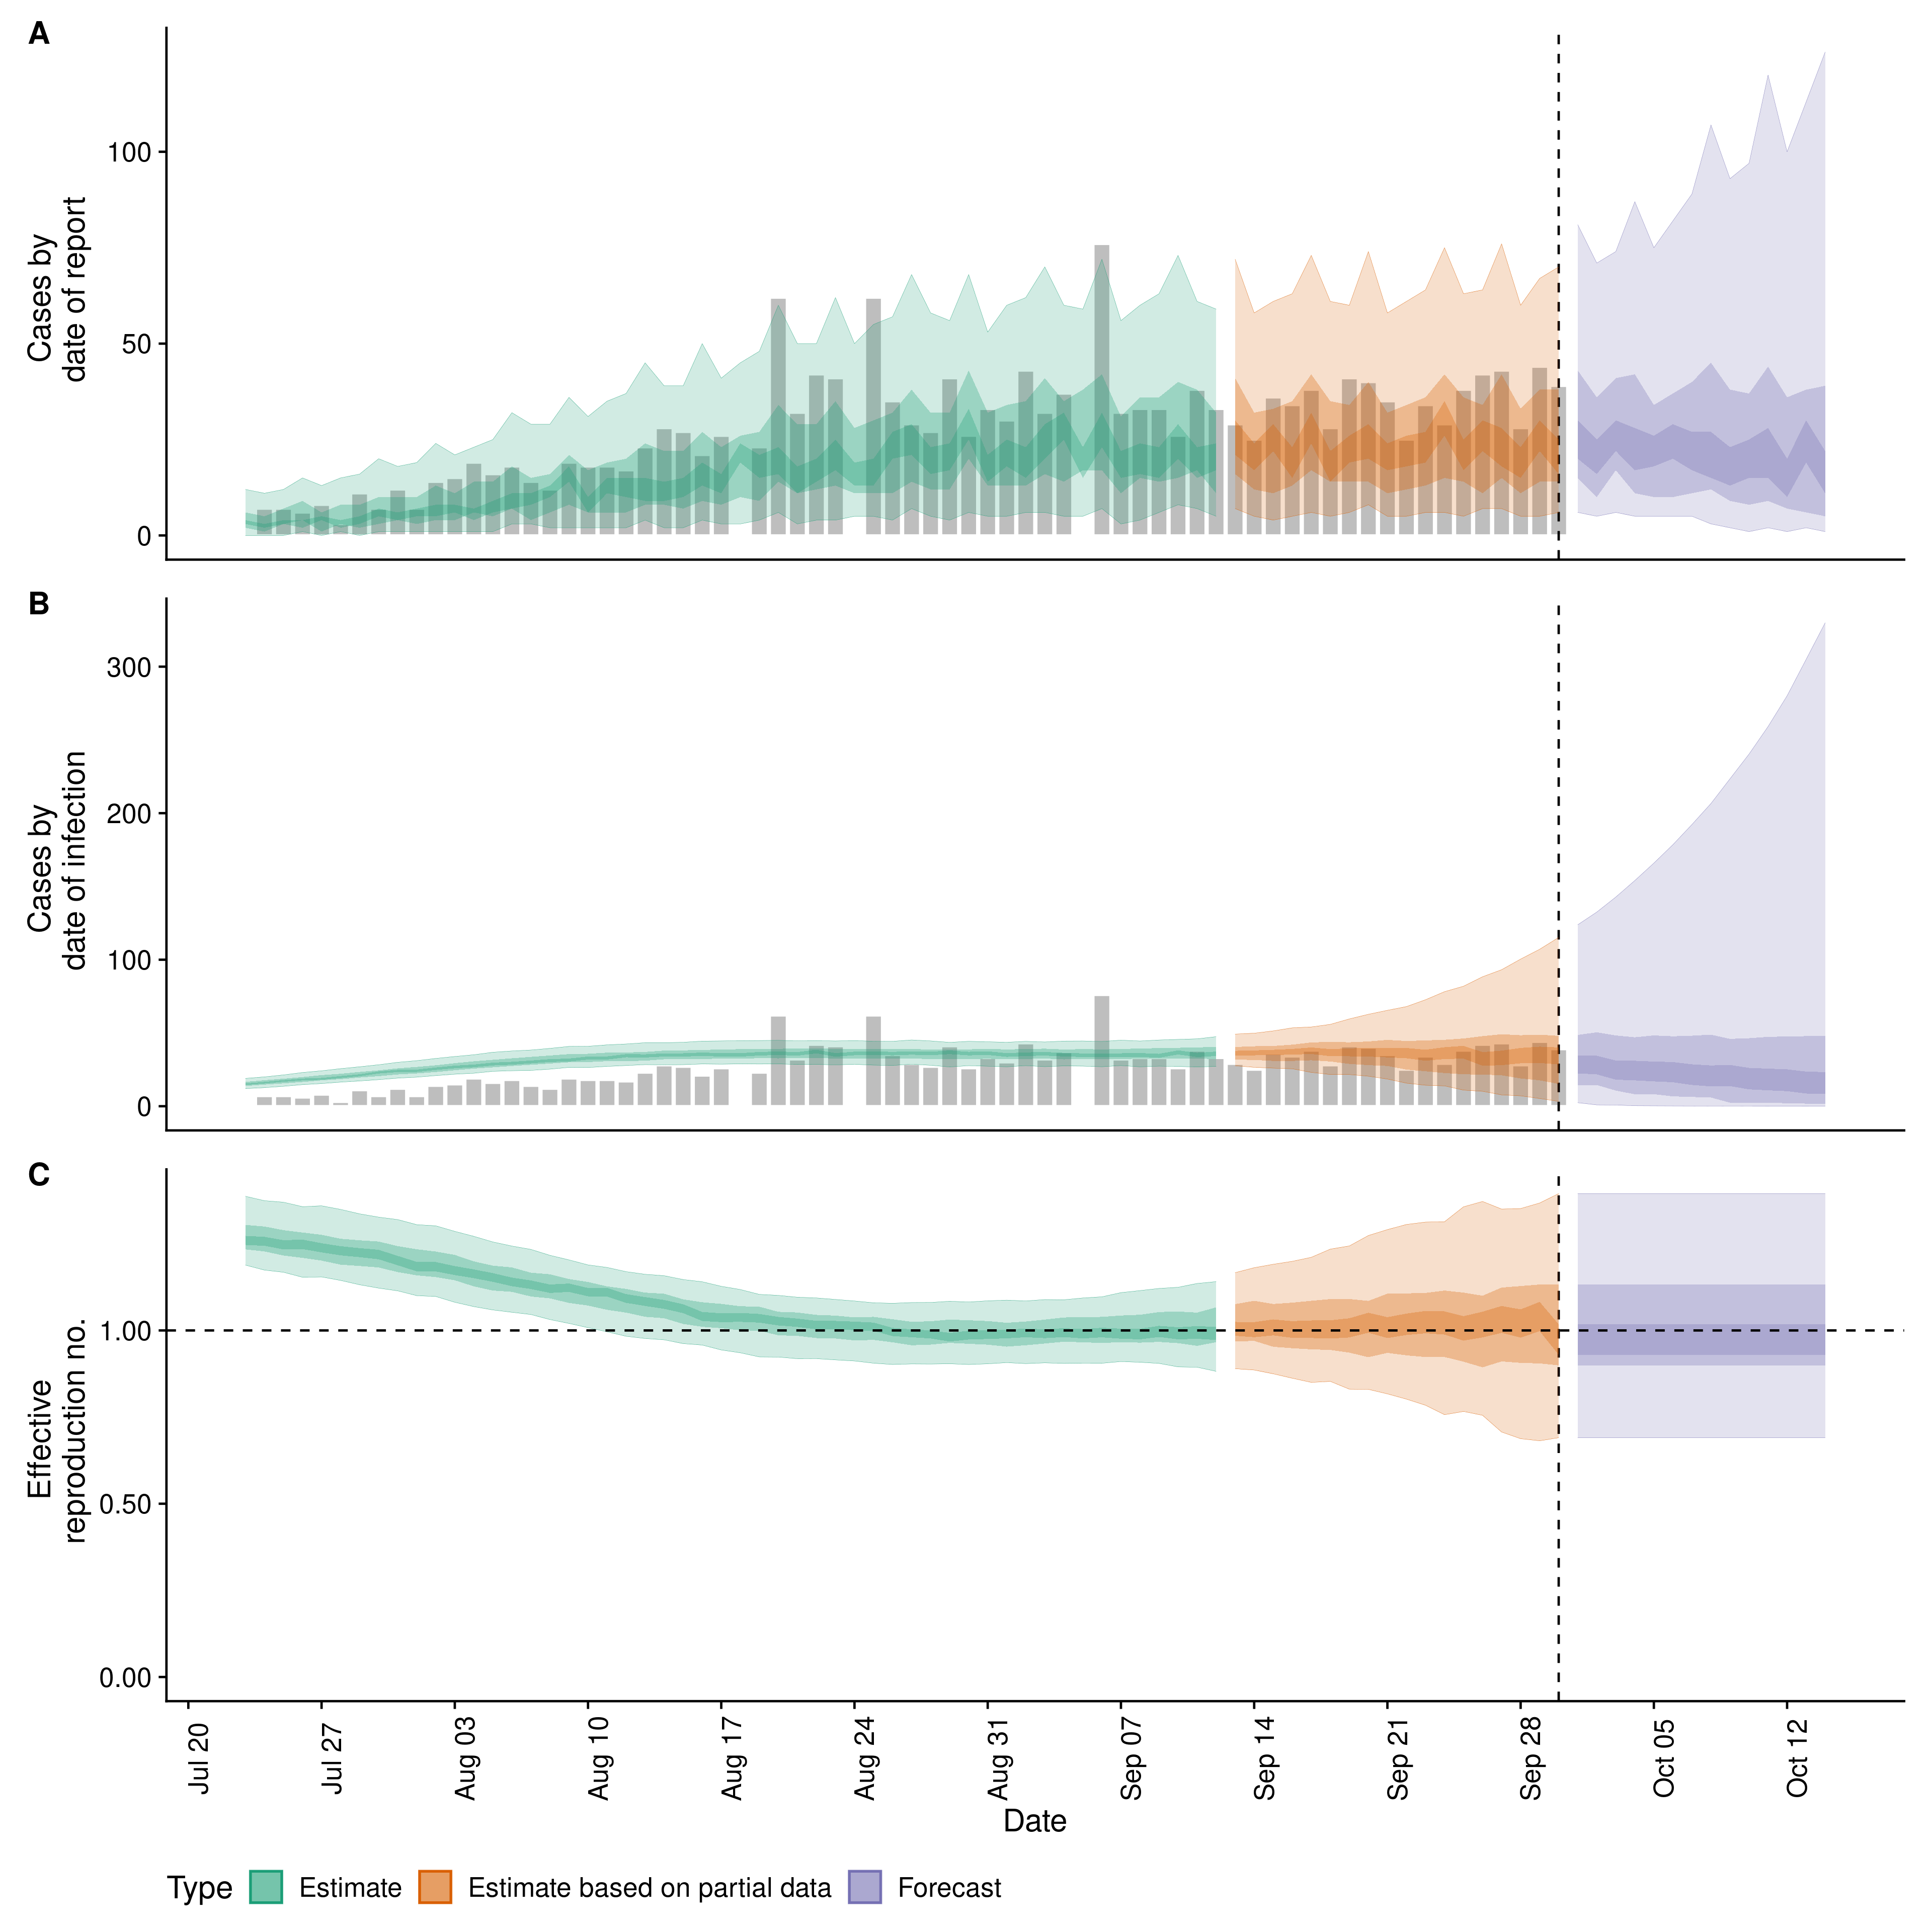 A
Cases by
date of report
100
50
0
B
Cases by
date of infection
300
200
100
0
C
Effective
reproduction no.
1.00
0.50
0.00
Jul 20
Jul 27
Aug 03
Aug 10
Aug 17
Aug 24
Aug 31
Sep 07
Sep 14
Sep 21
Sep 28
Oct 05
Oct 12
Date
Type Estimate Estimate based on partial data Forecast